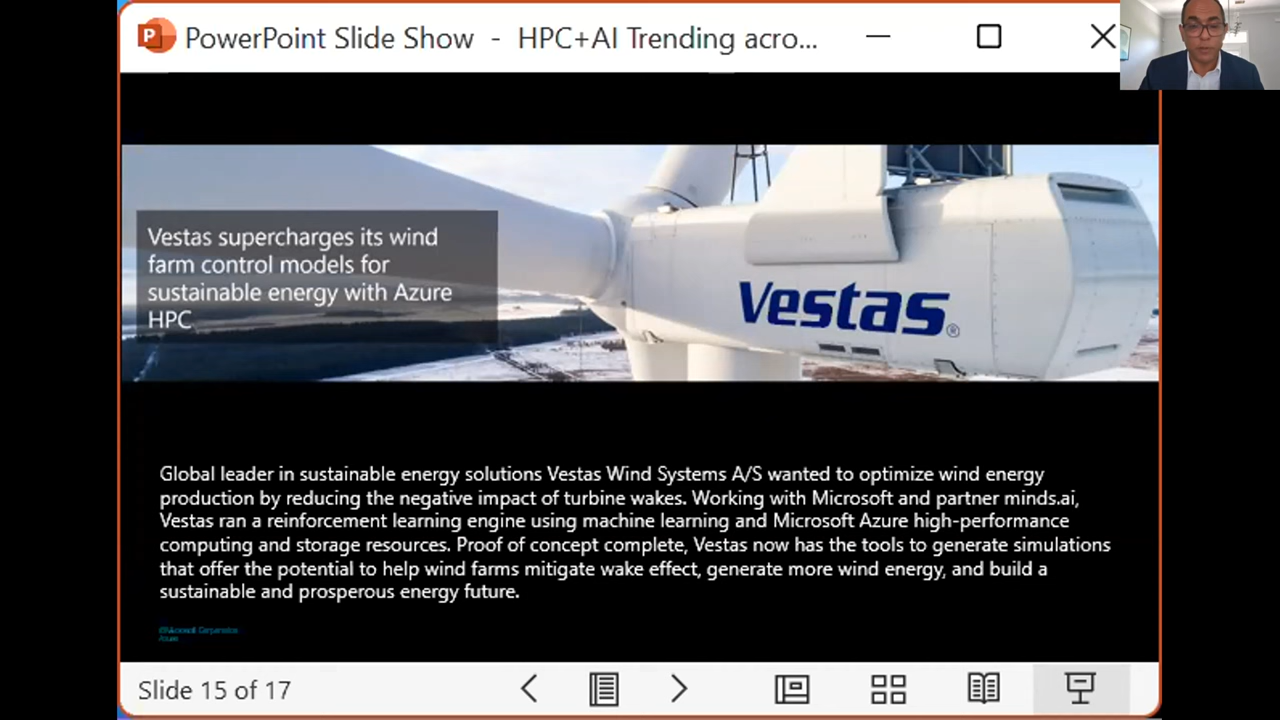 PowerPoint Slide Show - HPC+AI Trending acro...
Vestas supercharges its wind
farm control models for
sustainable energy with Azure
HPC
Vestas®
Global leader in sustainable energy solutions Vestas Wind Systems A/S wanted to optimize wind energy
production by reducing the negative impact of turbine wakes. Working with Microsoft and partner minds.ai,
Vestas ran a reinforcement learning engine using machine learning and Microsoft Azure high-performance
computing and storage resources. Proof of concept complete, Vestas now has the tools to generate simulations
that offer the potential to help wind farms mitigate wake effect, generate more wind energy, and build a
sustainable and prosperous energy future.
©Microsoft Corporation
Azure
Slide 15 of 17